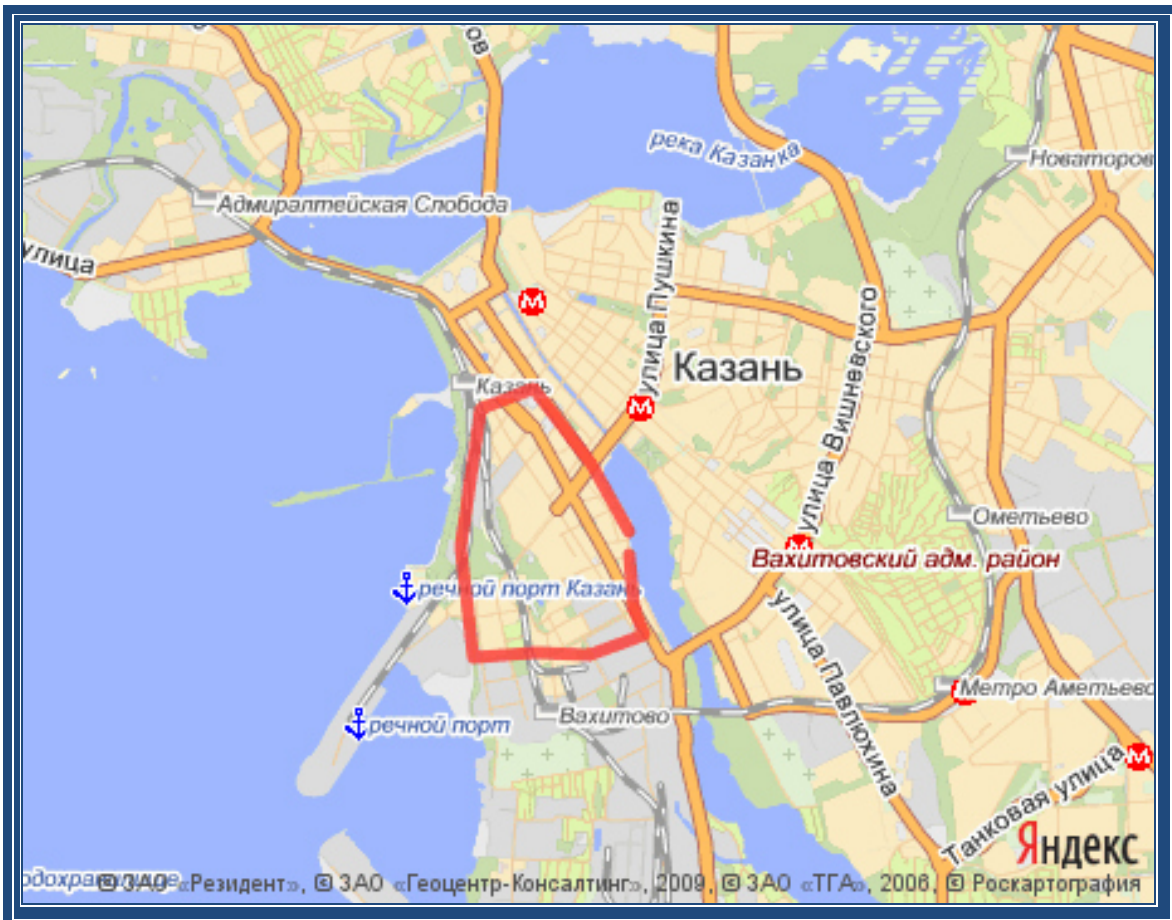 ов
река Казанка
Новаторов
Адмиралтейская Слобода
улица
улица Пушкина
улица Вишневского
Казань
Казань
Ометьево
Вахитовский адм. район
речной порт Казань
улица Павлюхина
Метро Аметьево
речной порт
Вахитово
Танковая улица
Яндекс
одохранилище
© ЗАО «Резидент», © ЗАО «Геоцентр-Консалтинг», 2009, © ЗАО «ТГА», 2006, © Роскартография